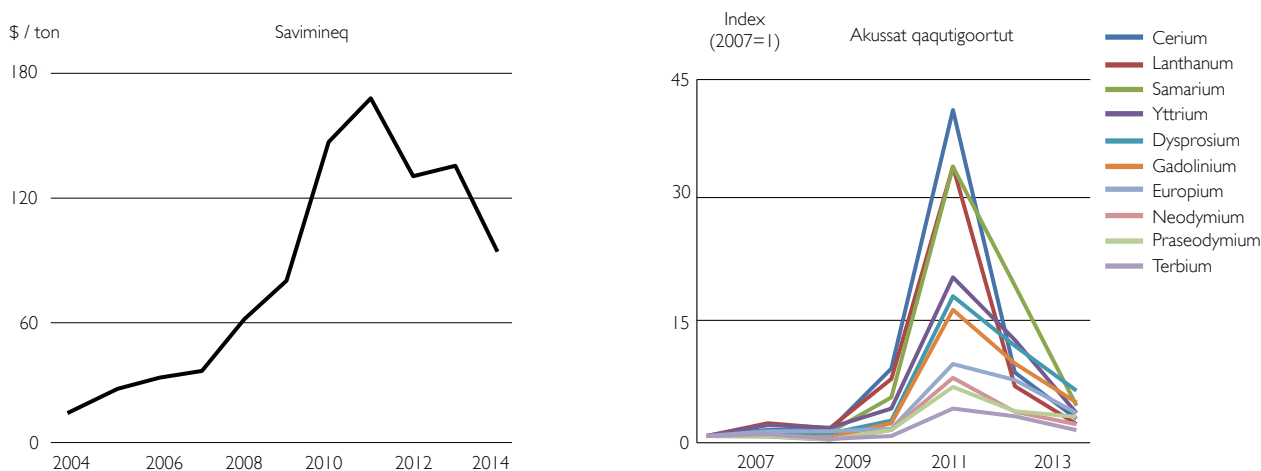 $ / ton
Savimineq
180
120
60
0
2004 2006 2008 2010 2012 2014
Index
(2007=1)
Akussat qaqutigoortut
45
30
15
0
2007 2009 2011 2013
Cerium
Lanthanum
Samarium
Yttrium
Dysprosium
Gadolinium
Europium
Neodymium
Praseodymium
Terbium